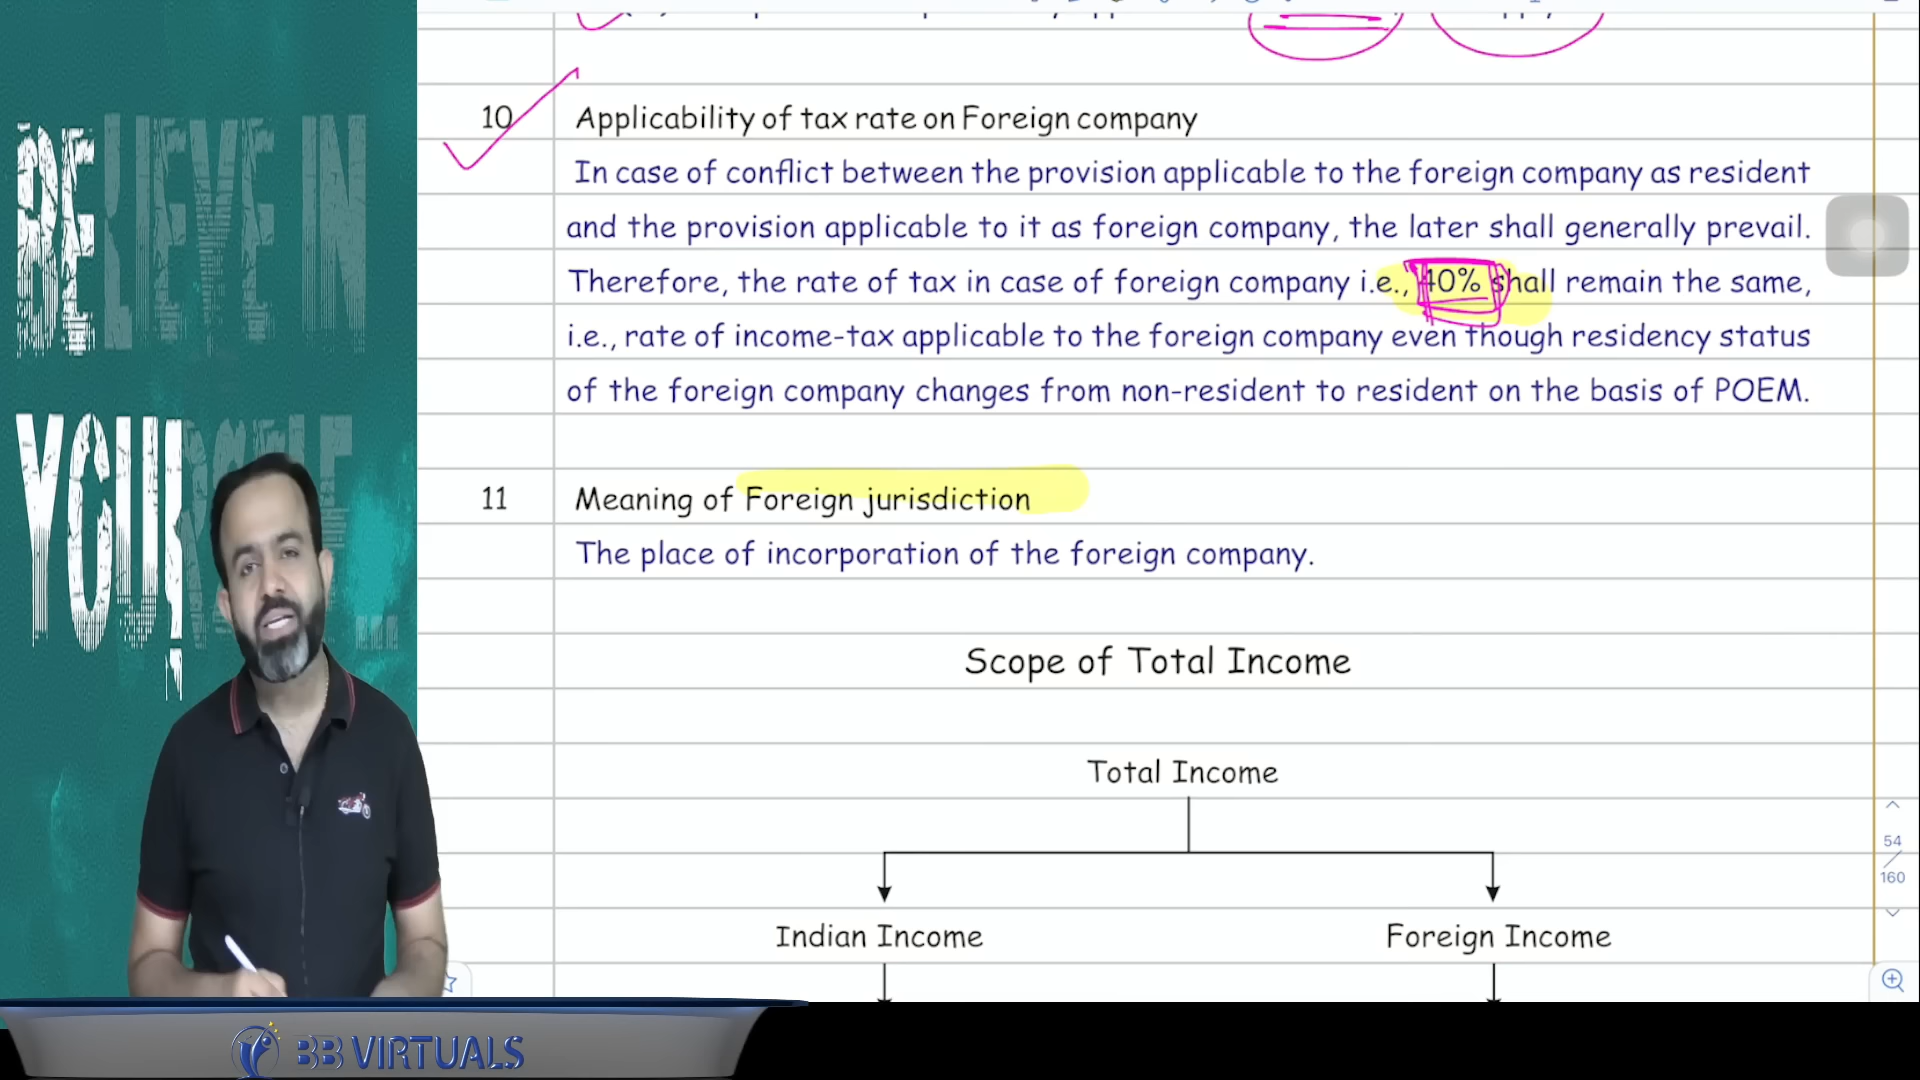 BELIEVE IN
10 Applicability of tax rate on Foreign company
In case of conflict between the provision applicable to the foreign company as resident
and the provision applicable to it as foreign company, the later shall generally prevail.
Therefore, the rate of tax in case of foreign company i.e., 40% shall remain the same,
i.e., rate of income-tax applicable to the foreign company even though residency status
of the foreign company changes from non-resident to resident on the basis of POEM.
11 Meaning of Foreign jurisdiction
The place of incorporation of the foreign company.
Scope of Total Income
Total Income
Indian Income Foreign Income
54
160
BB VIRTUALS